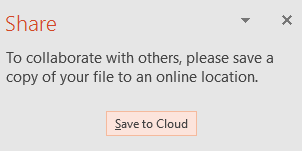 Share
To collaborate with others, please save a
copy of your file to an online location.
Save to Cloud